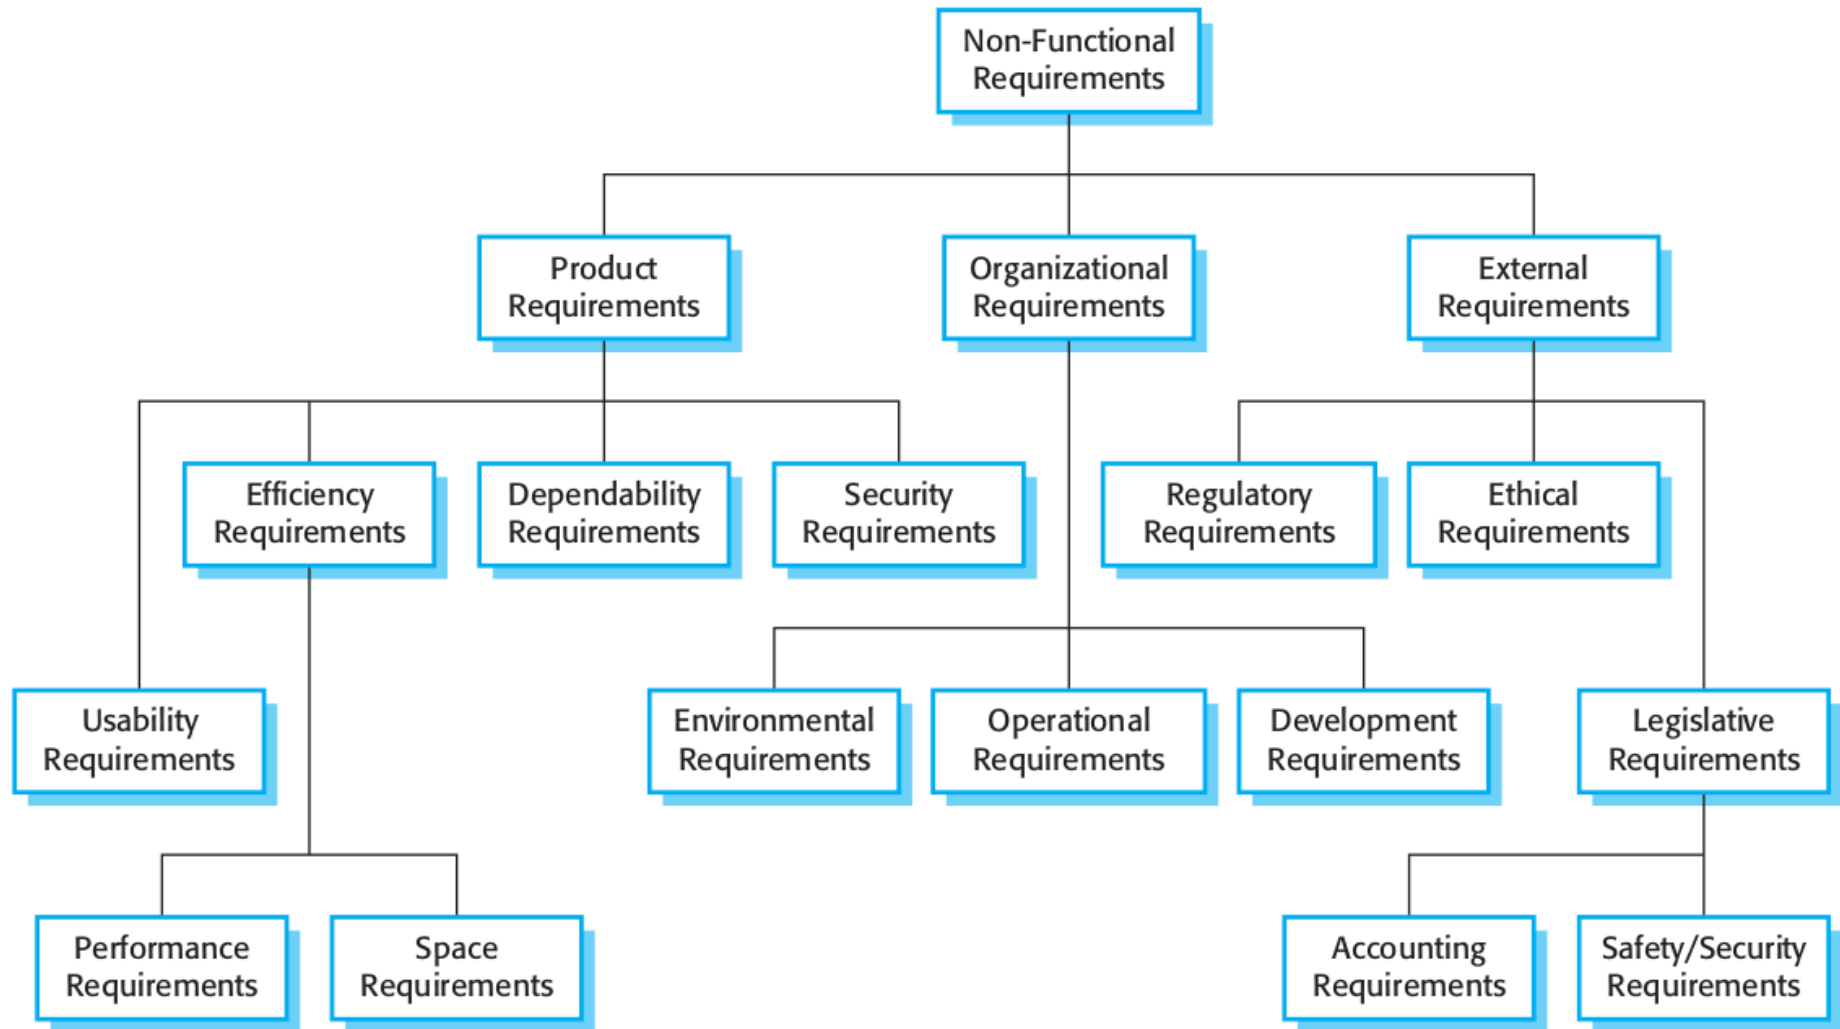 Non-Functional
Requirements
Product
Requirements
Organizational
Requirements
External
Requirements
Efficiency
Requirements
Dependability
Requirements
Security
Requirements
Regulatory
Requirements
Ethical
Requirements
Usability
Requirements
Environmental
Requirements
Operational
Requirements
Development
Requirements
Legislative
Requirements
Performance
Requirements
Space
Requirements
Accounting
Requirements
Safety/Security
Requirements